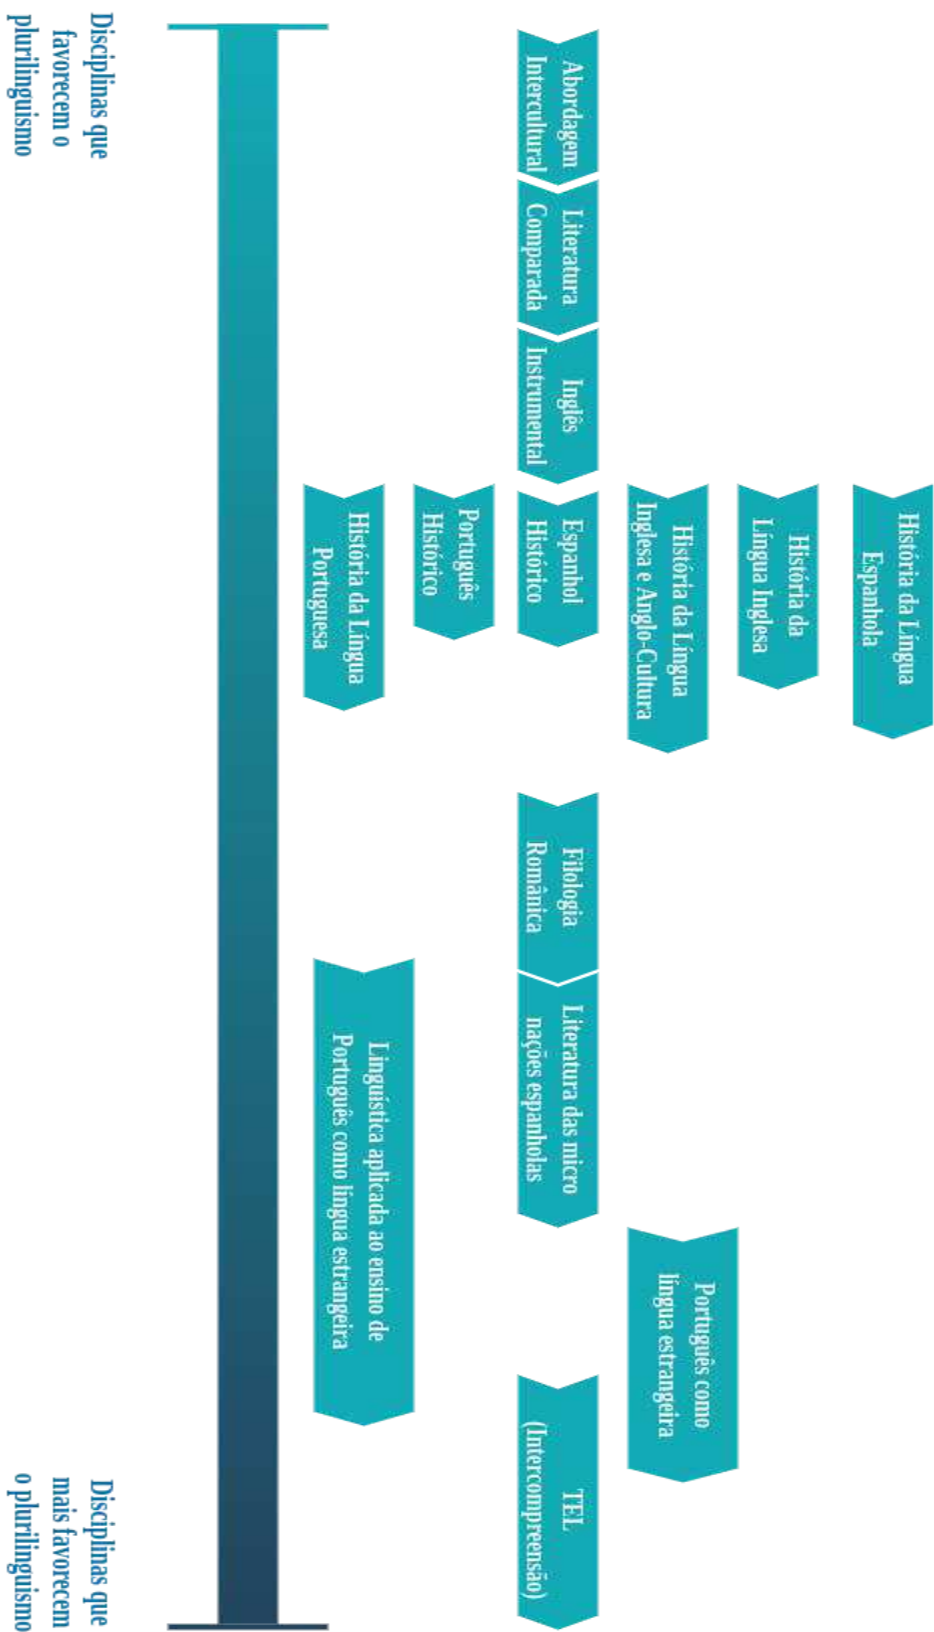 História da Língua
Espanhola
História da
Língua Inglesa
História da Língua
Inglesa e Anglo-Cultura
Português como
língua estrangeira
Abordagem
Intercultural
Literatura
Comparada
Inglês
Instrumental
Espanhol
Histórico
Filologia
Românica
Literatura das micro
nações espanholas
TEL
(Intercompreensão)
Português
Histórico
História da Língua
Portuguesa
Linguística aplicada ao ensino de
Português como língua estrangeira
Disciplinas que
favorecem o
plurilinguismo
Disciplinas que
mais favorecem
o plurilinguismo